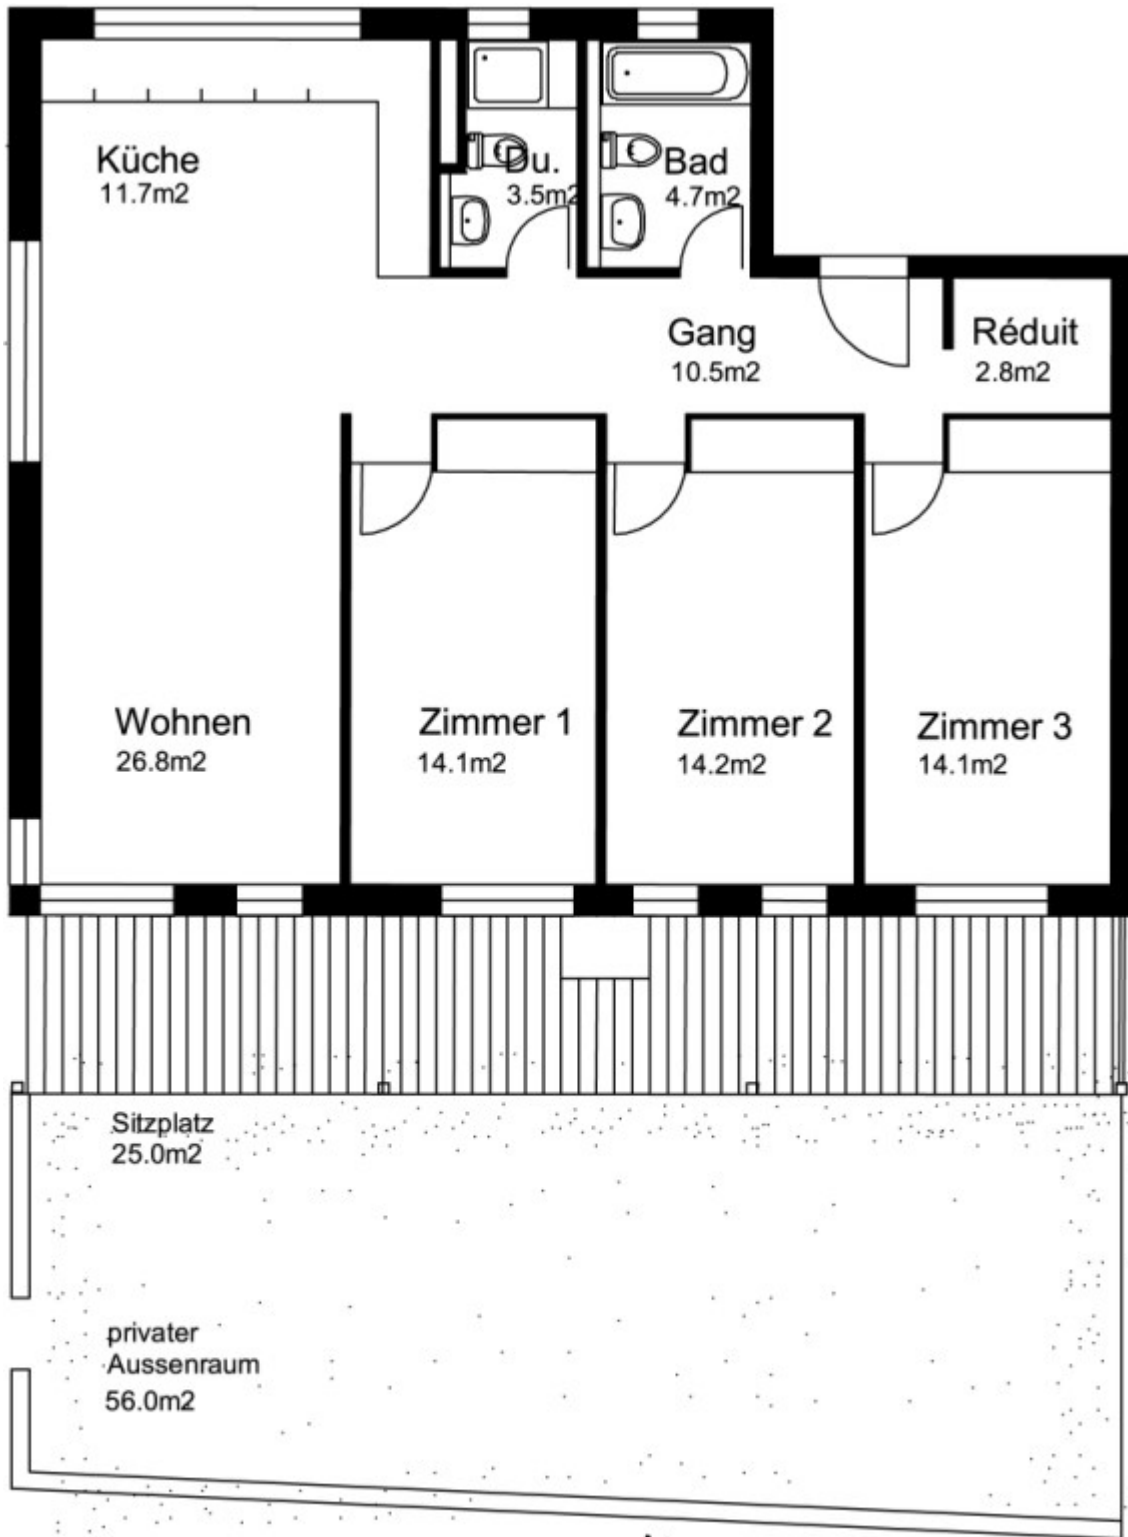 Küche
11.7m2
Du.
3.5m2
Bad
4.7m2
Gang
10.5m2
Réduit
2.8m2
Wohnen
26.8m2
Zimmer 1
14.1m2
Zimmer 2
14.2m2
Zimmer 3
14.1m2
Sitzplatz
25.0m2
privater
Aussenraum
56.0m2